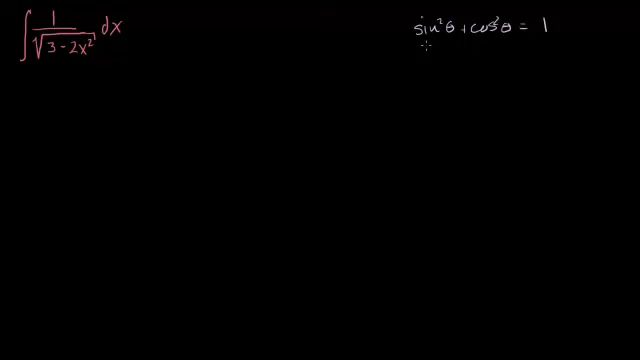 ∫ 1/√(3 - 2x²) dx
sin²θ + cos²θ = 1